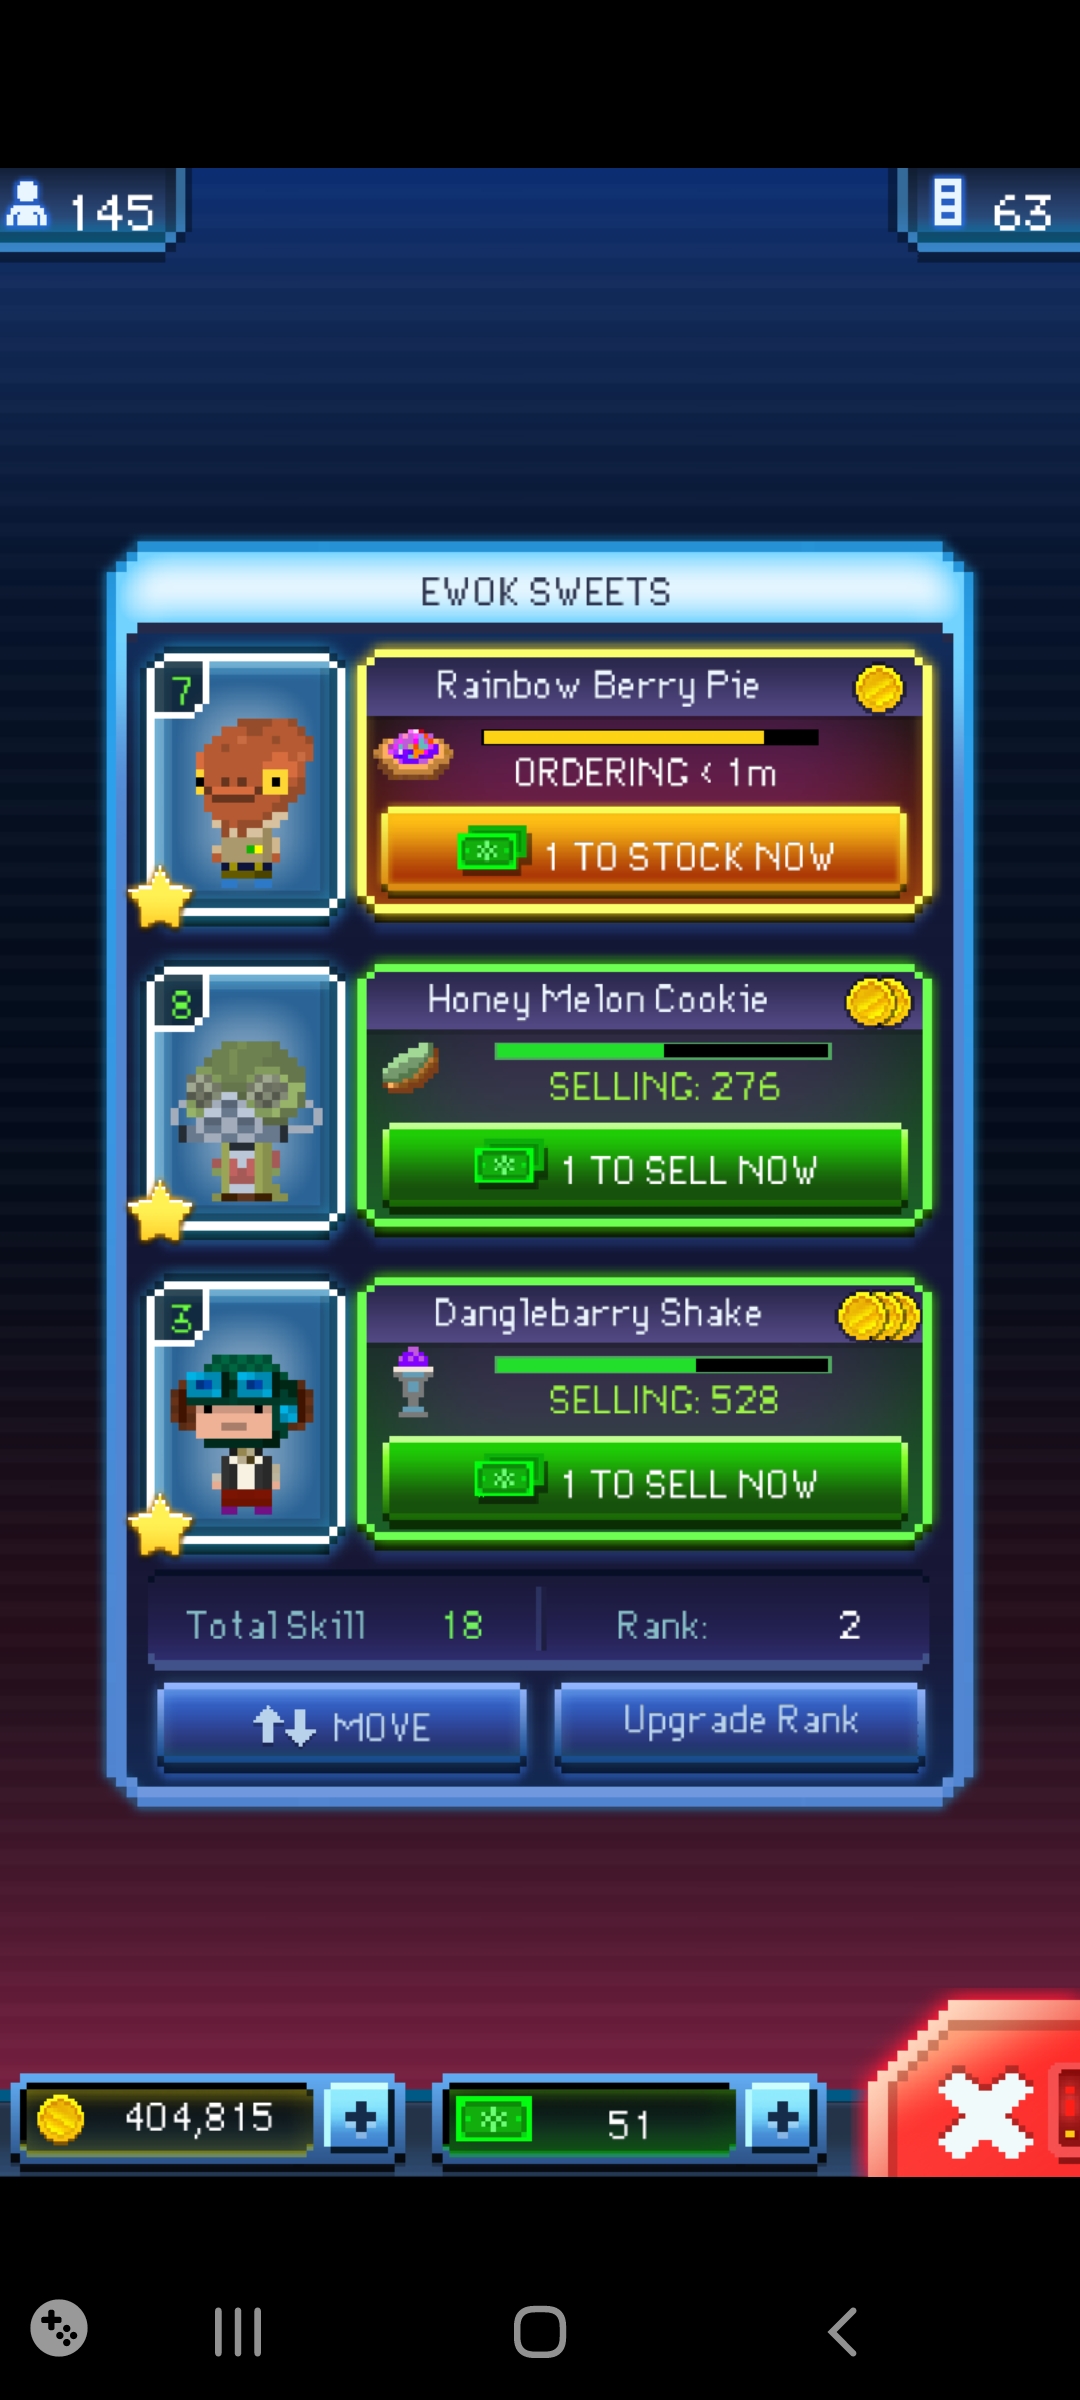 145
63
EWOK SWEETS
7
Rainbow Berry Pie
ORDERING < 1m
1 TO STOCK NOW
8
Honey Melon Cookie
SELLING: 276
1 TO SELL NOW
3
Danglebarry Shake
SELLING: 528
1 TO SELL NOW
Total Skill 18
Rank: 2
MOVE
Upgrade Rank
404,815
51